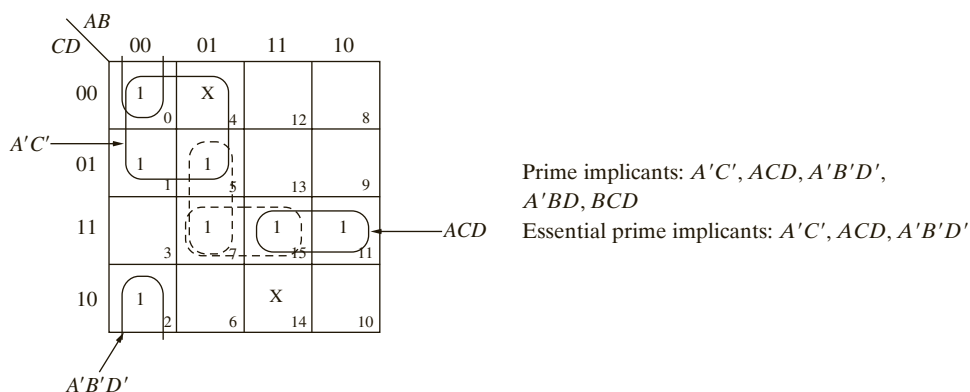 AB
CD 00 01 11 10
00 1 X
0 4 12 8
A'C'
01 1 1
1 5 13 9
11 1 1 1 ACD
3 7 15 11
10 1 X
2 6 14 10
A'B'D'
Prime implicants: A'C', ACD, A'B'D',
A'BD, BCD
Essential prime implicants: A'C', ACD, A'B'D'